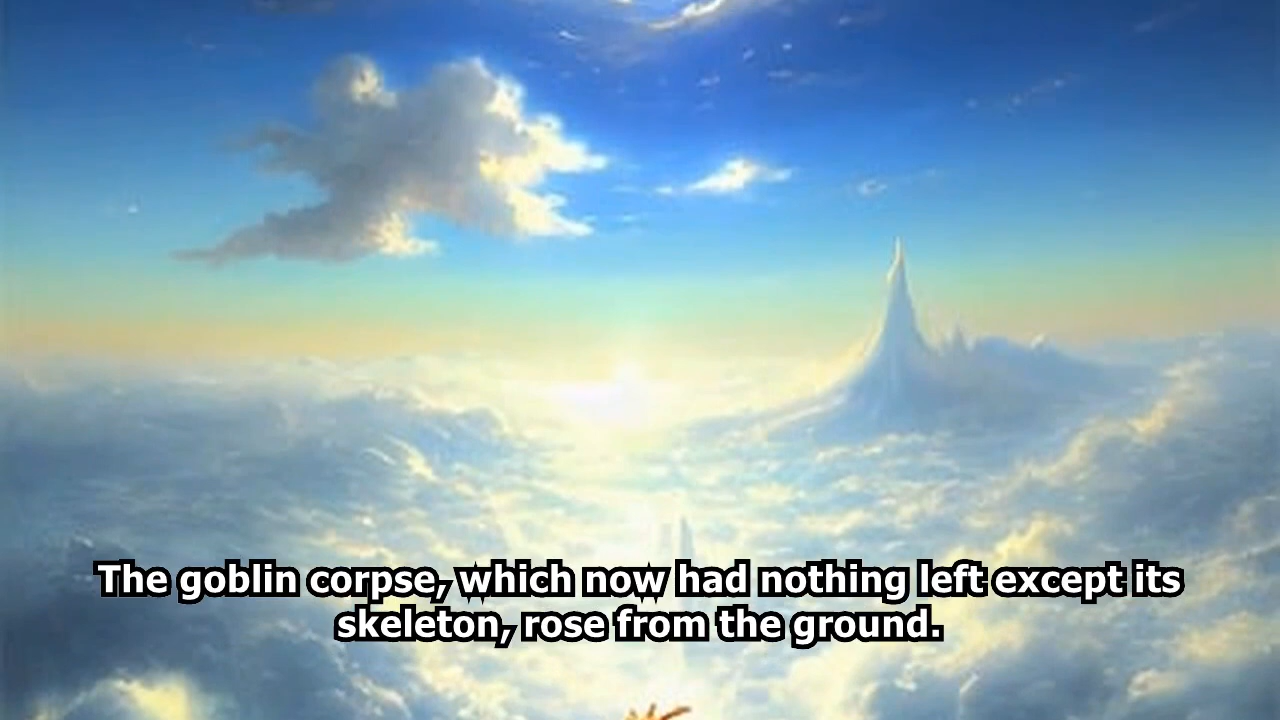 The goblin corpse, which now had nothing left except its
skeleton, rose from the ground.